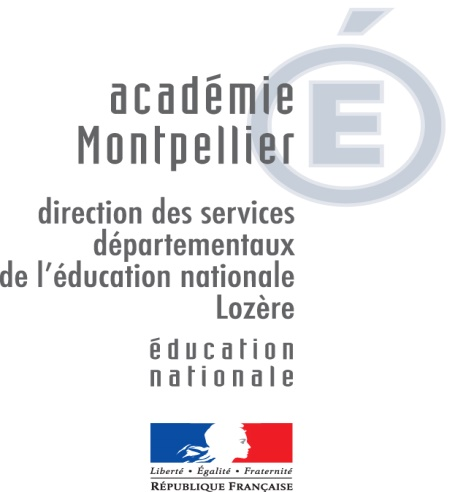 académie
Montpellier
É
direction des services
départementaux
de l'éducation nationale
Lozère
éducation
nationale
Liberté • Égalité • Fraternité
RÉPUBLIQUE FRANÇAISE